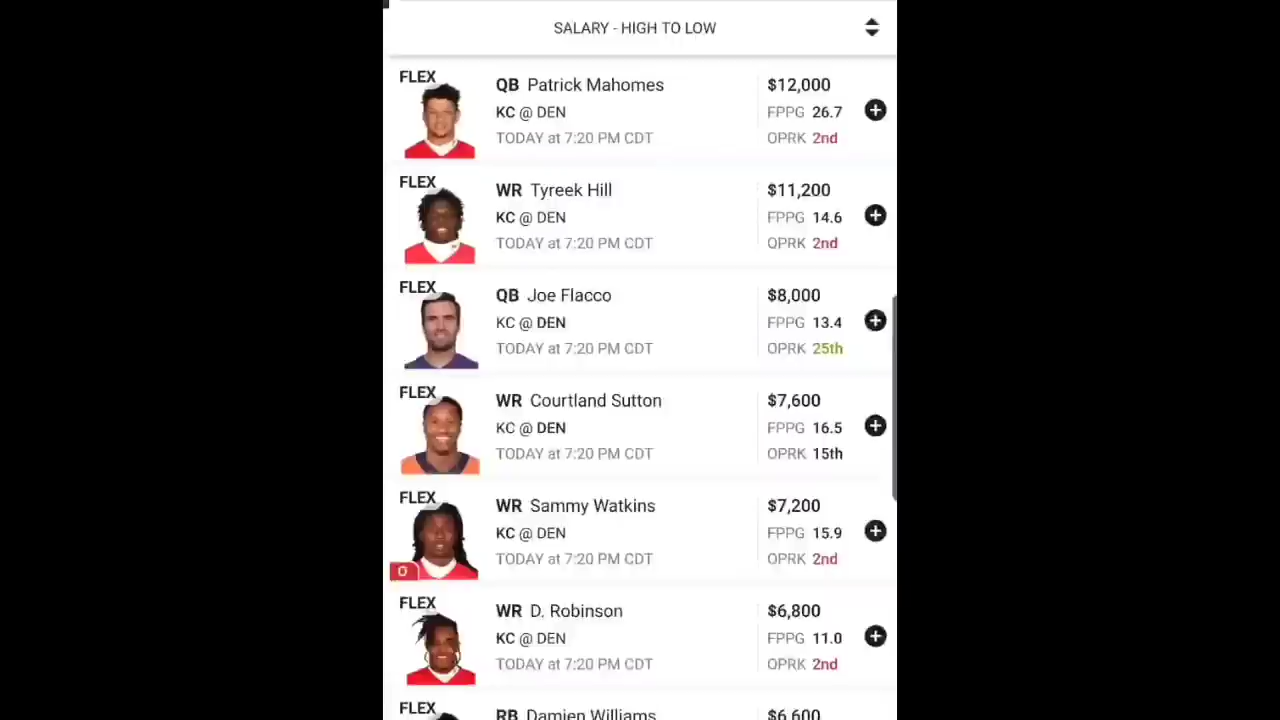 SALARY - HIGH TO LOW
FLEX
QB Patrick Mahomes
KC @ DEN
TODAY at 7:20 PM CDT
$12,000
FPPG 26.7
OPRK 2nd
FLEX
WR Tyreek Hill
KC @ DEN
TODAY at 7:20 PM CDT
$11,200
FPPG 14.6
OPRK 2nd
FLEX
QB Joe Flacco
KC @ DEN
TODAY at 7:20 PM CDT
$8,000
FPPG 13.4
OPRK 25th
FLEX
WR Courtland Sutton
KC @ DEN
TODAY at 7:20 PM CDT
$7,600
FPPG 16.5
OPRK 15th
FLEX
O
WR Sammy Watkins
KC @ DEN
TODAY at 7:20 PM CDT
$7,200
FPPG 15.9
OPRK 2nd
FLEX
WR D. Robinson
KC @ DEN
TODAY at 7:20 PM CDT
$6,800
FPPG 11.0
OPRK 2nd
FLEX
RB Damien Williams
$6,600